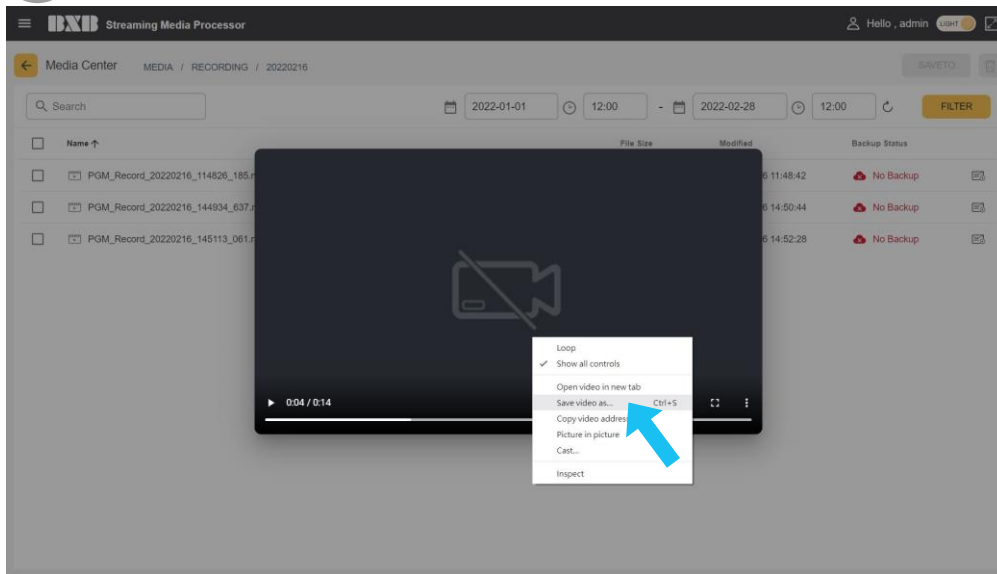 BXB Streaming Media Processor Hello , admin LIGHT
Media Center MEDIA / RECORDING / 20220216 SAVETO
Search 2022-01-01 12:00 - 2022-02-28 12:00 FILTER
Name File Size Modified Backup Status
PGM_Record_20220216_114826_185. 6 11:48:42 No Backup
PGM_Record_20220216_144934_637. 6 14:50:44 No Backup
PGM_Record_20220216_145113_061. 6 14:52:28 No Backup
Loop
Show all controls
Open video in new tab
0:04 / 0:14 Save video as... Ctrl+S
Copy video address
Picture in picture
Cast...
Inspect